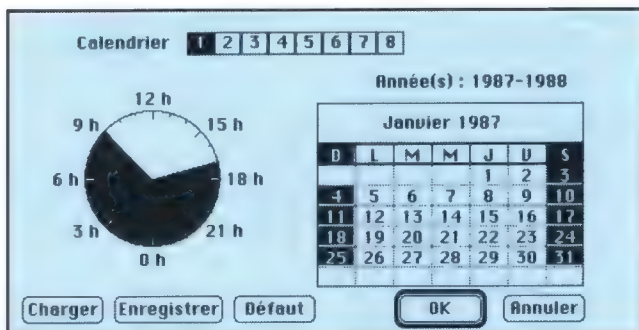 Calendrier 1 2 3 4 5 6 7 8
Année(s) : 1987-1988
12 h
9 h 15 h
6 h 18 h
3 h 21 h
0 h
Janvier 1987
D L M M J V S
1 2 3
4 5 6 7 8 9 10
11 12 13 14 15 16 17
18 19 20 21 22 23 24
25 26 27 28 29 30 31
Charger Enregistrer Défaut OK Annuler